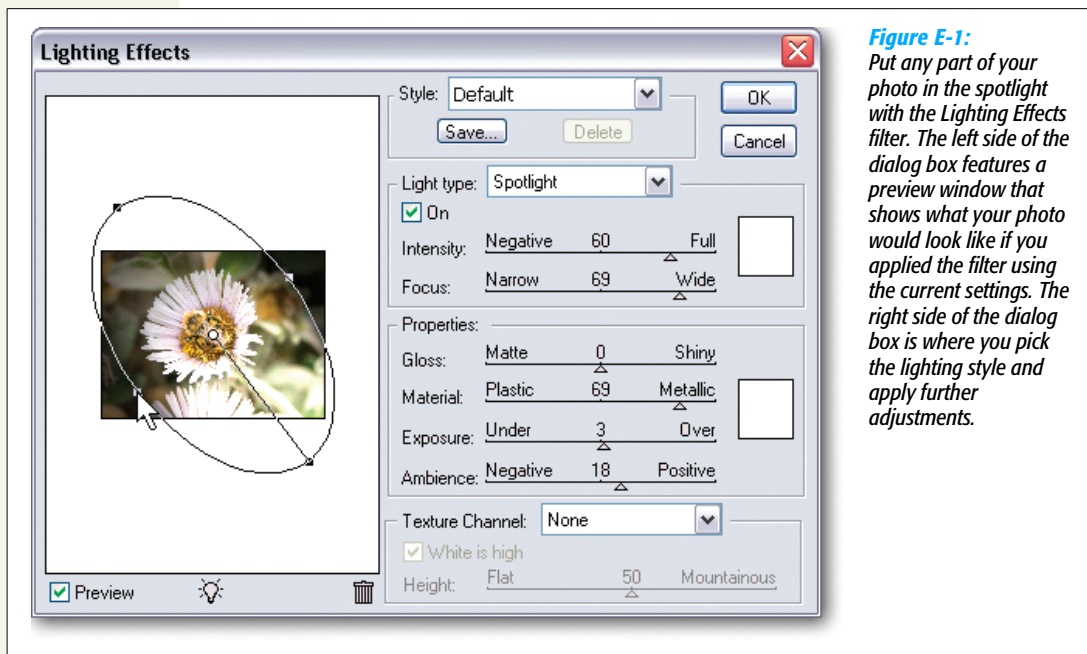 Lighting Effects
Style: Default
OK
Save...
Delete
Cancel
Light type: Spotlight
On
Intensity: Negative 60 Full
Focus: Narrow 69 Wide
Properties:
Gloss: Matte 0 Shiny
Material: Plastic 69 Metallic
Exposure: Under 3 Over
Ambience: Negative 18 Positive
Texture Channel: None
White is high
Height: Flat 50 Mountainous
Preview
Figure E-1:
Put any part of your
photo in the spotlight
with the Lighting Effects
filter. The left side of the
dialog box features a
preview window that
shows what your photo
would look like if you
applied the filter using
the current settings. The
right side of the dialog
box is where you pick
the lighting style and
apply further
adjustments.